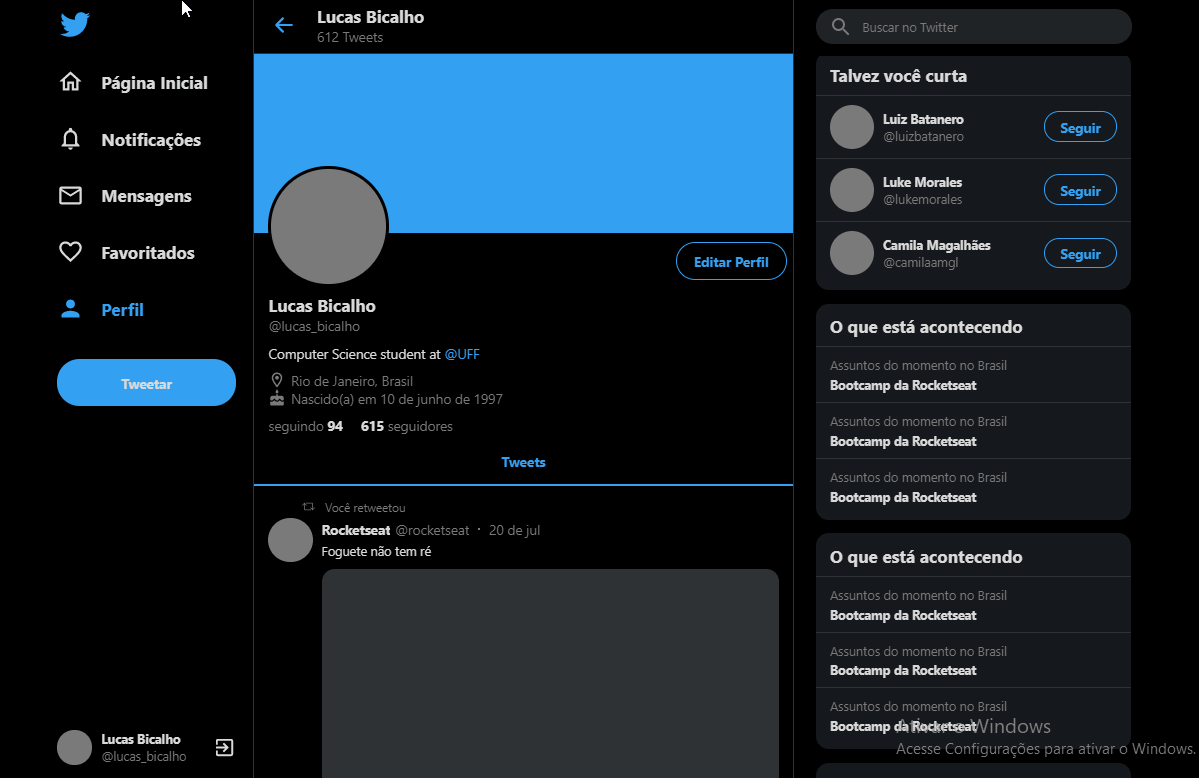 Página Inicial
Notificações
Mensagens
Favoritados
Perfil
Tweetar
Lucas Bicalho
@lucas_bicalho
Lucas Bicalho
612 Tweets
Editar Perfil
Lucas Bicalho
@lucas_bicalho
Computer Science student at @UFF
Rio de Janeiro, Brasil
Nascido(a) em 10 de junho de 1997
seguindo 94 615 seguidores
Tweets
Você retweetou
Rocketseat @rocketseat · 20 de jul
Foguete não tem ré
Buscar no Twitter
Talvez você curta
Luiz Batanero
@luizbatanero
Seguir
Luke Morales
@lukemorales
Seguir
Camila Magalhães
@camilaamgl
Seguir
O que está acontecendo
Assuntos do momento no Brasil
Bootcamp da Rocketseat
Assuntos do momento no Brasil
Bootcamp da Rocketseat
Assuntos do momento no Brasil
Bootcamp da Rocketseat
O que está acontecendo
Assuntos do momento no Brasil
Bootcamp da Rocketseat
Assuntos do momento no Brasil
Bootcamp da Rocketseat
Assuntos do momento no Brasil
Bootcamp da Rocketseat
Ativar o Windows
Acesse Configurações para ativar o Windows.